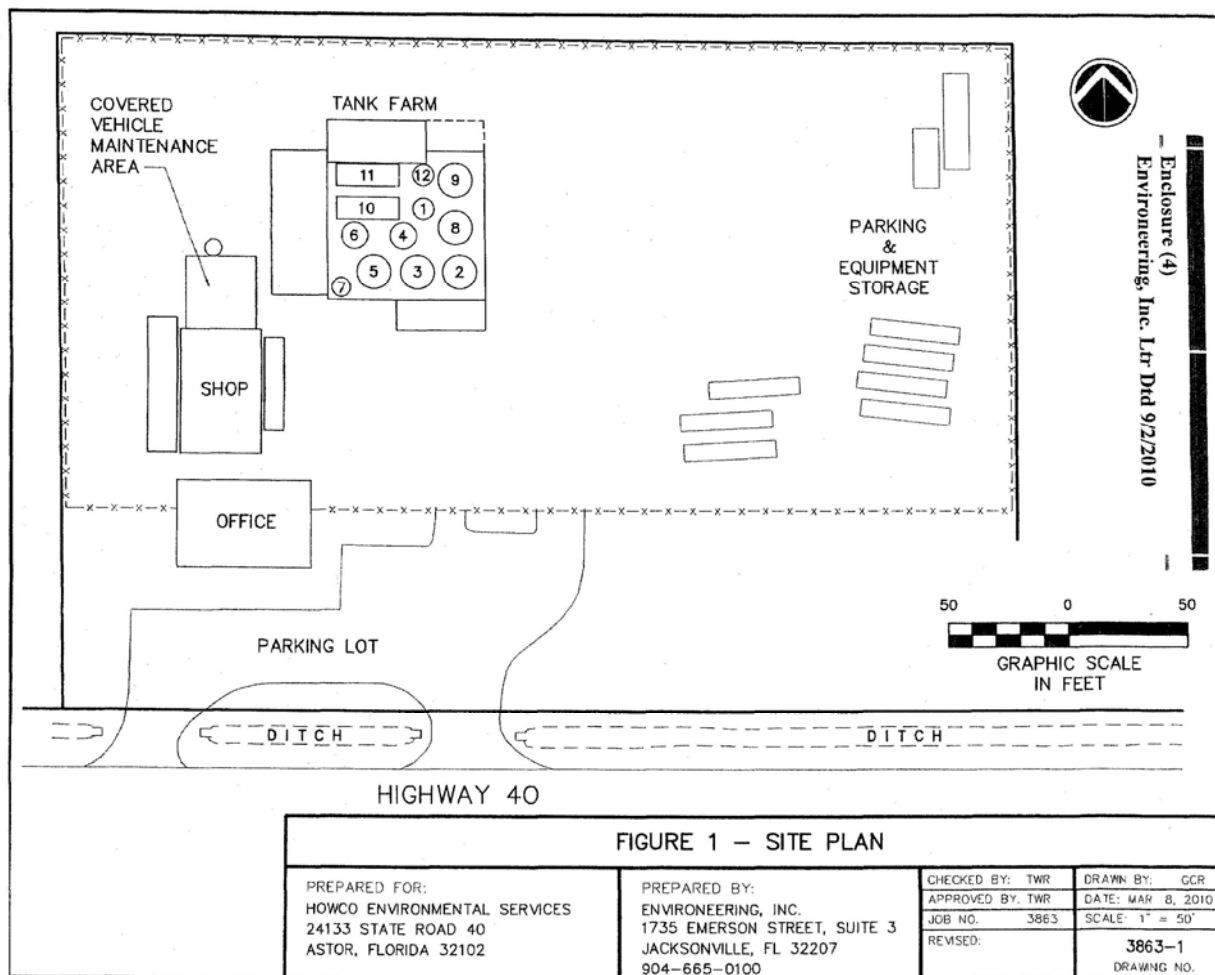 COVERED
VEHICLE
MAINTENANCE
AREA
TANK FARM
11
12
9
10
1
8
6
4
5
3
2
7
SHOP
OFFICE
PARKING
&
EQUIPMENT
STORAGE
Enclosure (4)
Environeering, Inc. Ltr Dtd 9/2/2010
50 0 50
GRAPHIC SCALE
IN FEET
PARKING LOT
DITCH
DITCH
HIGHWAY 40
FIGURE 1 – SITE PLAN
PREPARED FOR:
HOWCO ENVIRONMENTAL SERVICES
24133 STATE ROAD 40
ASTOR, FLORIDA 32102
PREPARED BY:
ENVIRONEERING, INC.
1735 EMERSON STREET, SUITE 3
JACKSONVILLE, FL 32207
904-665-0100
CHECKED BY: TWR
APPROVED BY: TWR
JOB NO. 3863
REVISED:
DRAWN BY: GCR
DATE: MAR 8, 2010
SCALE: 1" = 50'
3863-1
DRAWING NO.